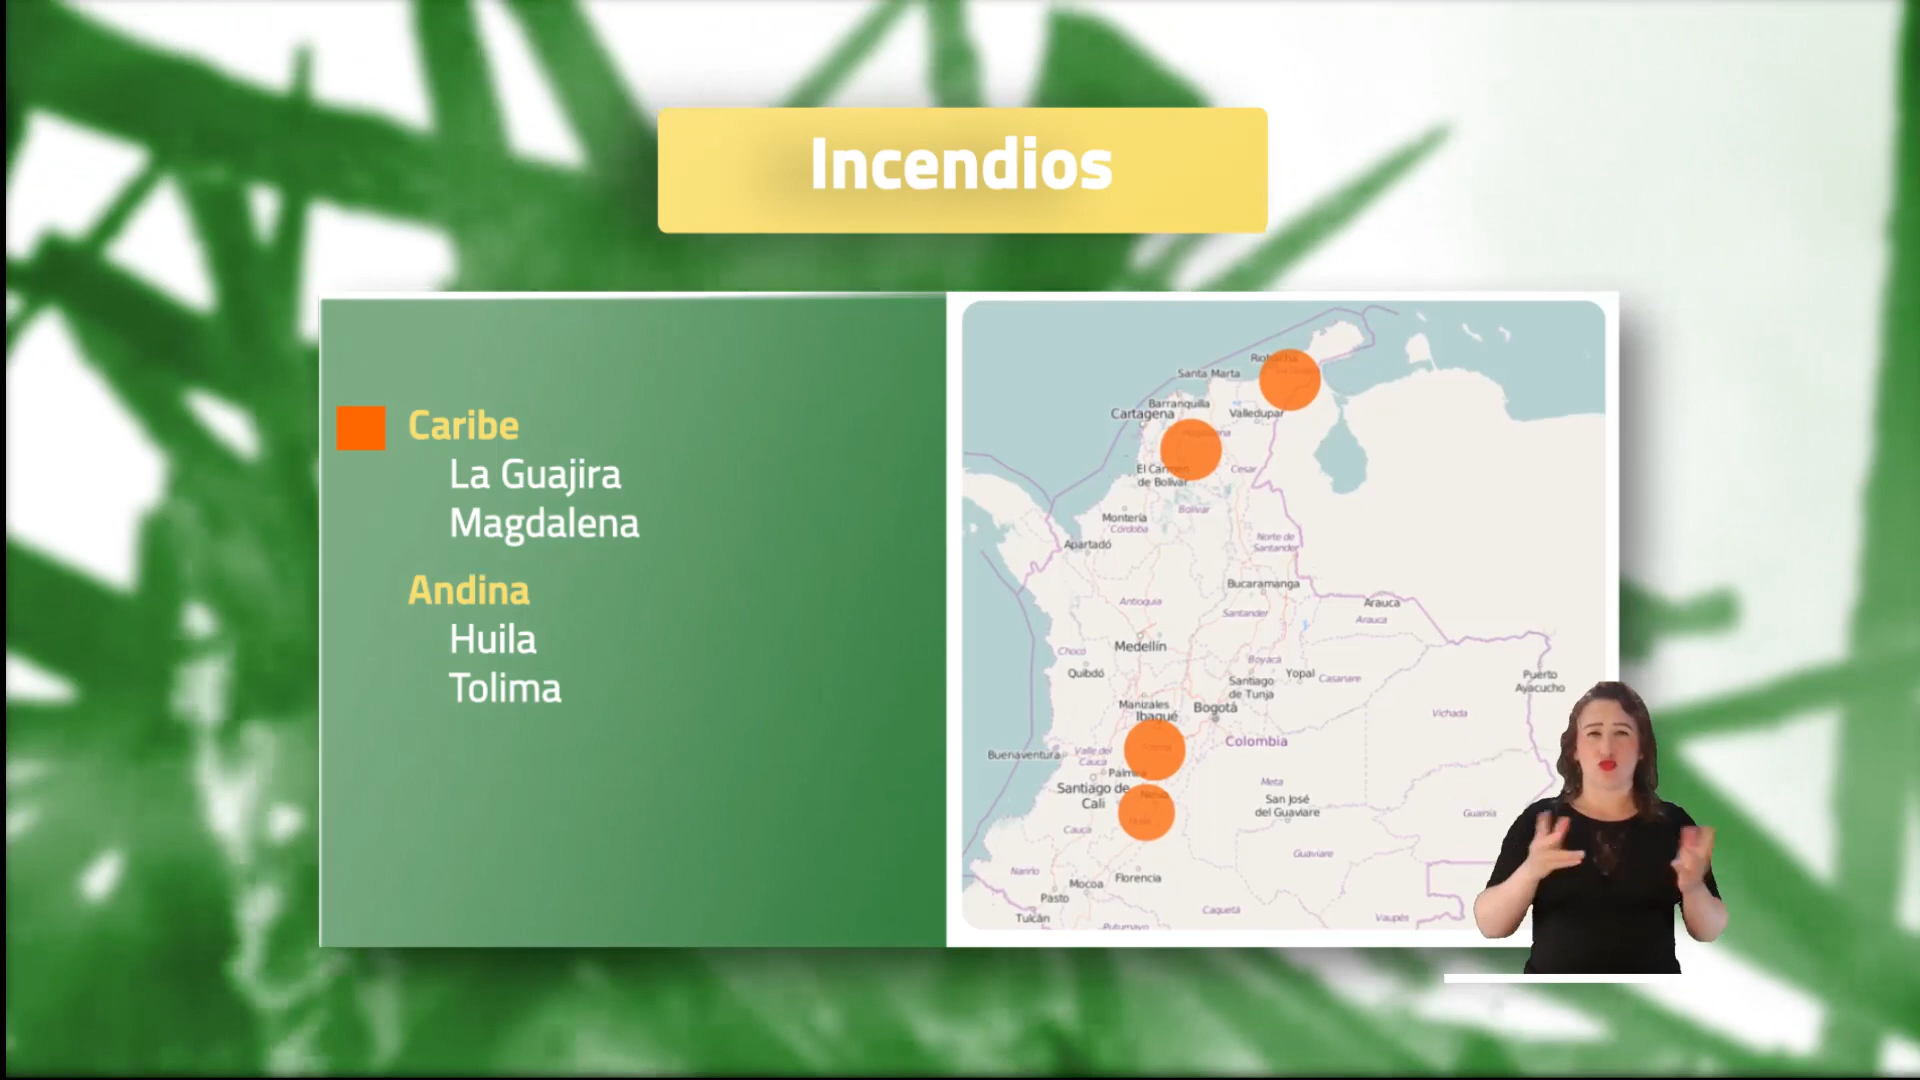 Incendios
Caribe
La Guajira
Magdalena
Andina
Huila
Tolima
Santa Marta
Barranquilla
Cartagena
Valledupar
El Carmen
de Bolívar
Cesar
Bolívar
Montería
Córdoba
Apartadó
Norte de
Santander
Bucaramanga
Antioquia
Santander
Arauca
Arauca
Medellín
Chocó
Quibdó
Boyacá
Santiago
de Tunja
Yopal
Casanare
Puerto
Ayacucho
Manizales
Ibagué
Bogotá
Vichada
Colombia
Buenaventura
Valle del
Cauca
Santiago de
Cali
Meta
San José
del Guaviare
Guainía
Cauca
Huila
Guaviare
Nariño
Mocoa
Florencia
Pasto
Tulcán
Caquetá
Vaupés
Putumayo